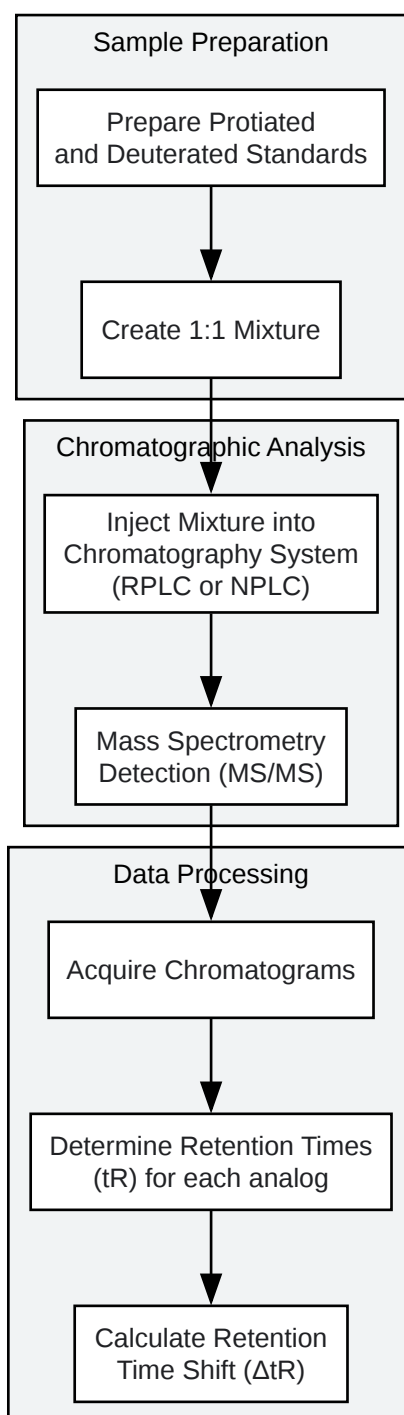 Sample Preparation
Prepare Protiated
and Deuterated Standards
Create 1:1 Mixture
Chromatographic Analysis
Inject Mixture into
Chromatography System
(RPLC or NPLC)
Mass Spectrometry
Detection (MS/MS)
Data Processing
Acquire Chromatograms
Determine Retention Times
(tR) for each analog
Calculate Retention
Time Shift (ΔtR)